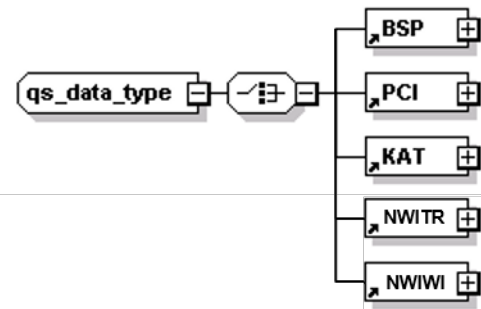 BSP
qs_data_type
PCI
KAT
NWITR
NWIWI